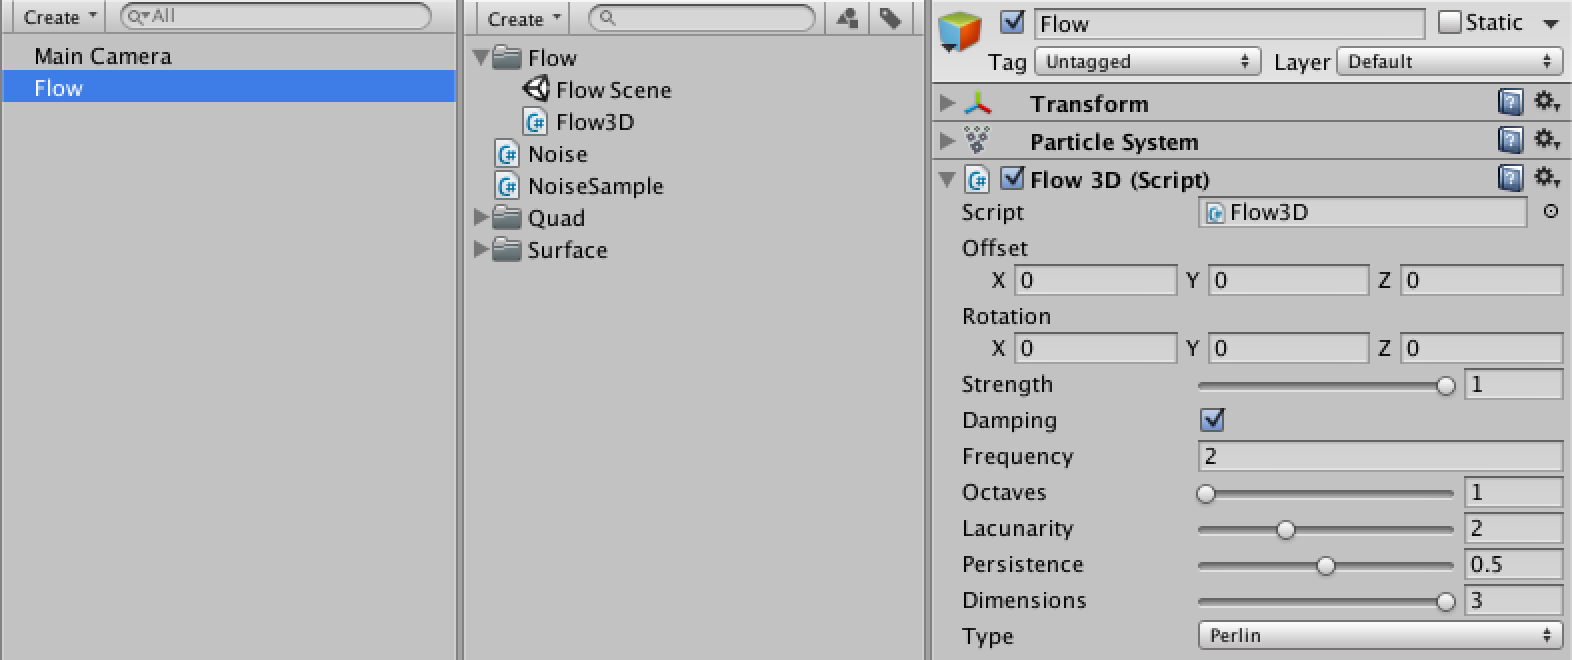 Create
All
Main Camera
Flow
Create
Flow
Flow Scene
Flow3D
Noise
NoiseSample
Quad
Surface
Flow
Static
Tag Untagged Layer Default
Transform
Particle System
Flow 3D (Script)
Script Flow3D
Offset
X 0 Y 0 Z 0
Rotation
X 0 Y 0 Z 0
Strength 1
Damping
Frequency 2
Octaves 1
Lacunarity 2
Persistence 0.5
Dimensions 3
Type Perlin